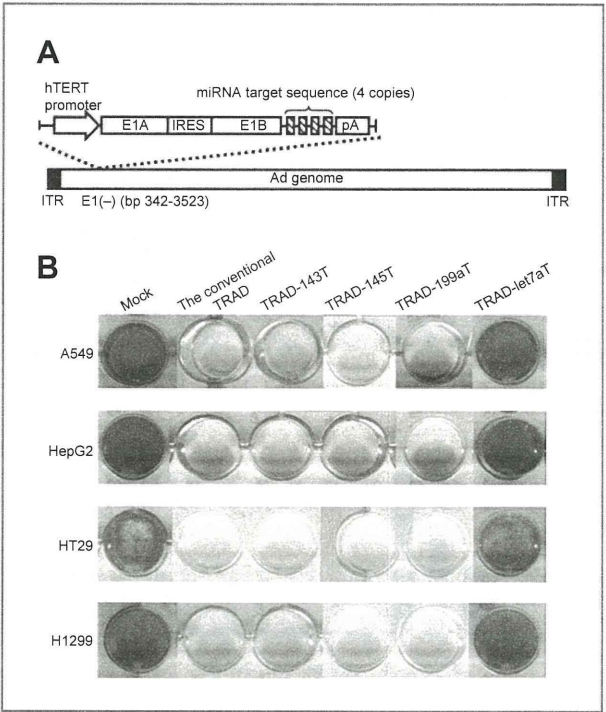 A
hTERT
promoter
miRNA target sequence (4 copies)
E1A IRES E1B pA
Ad genome
ITR E1(–) (bp 342-3523) ITR
B
Mock The conventional TRAD TRAD-143T TRAD-145T TRAD-199aT TRAD-let7aT
A549
HepG2
HT29
H1299